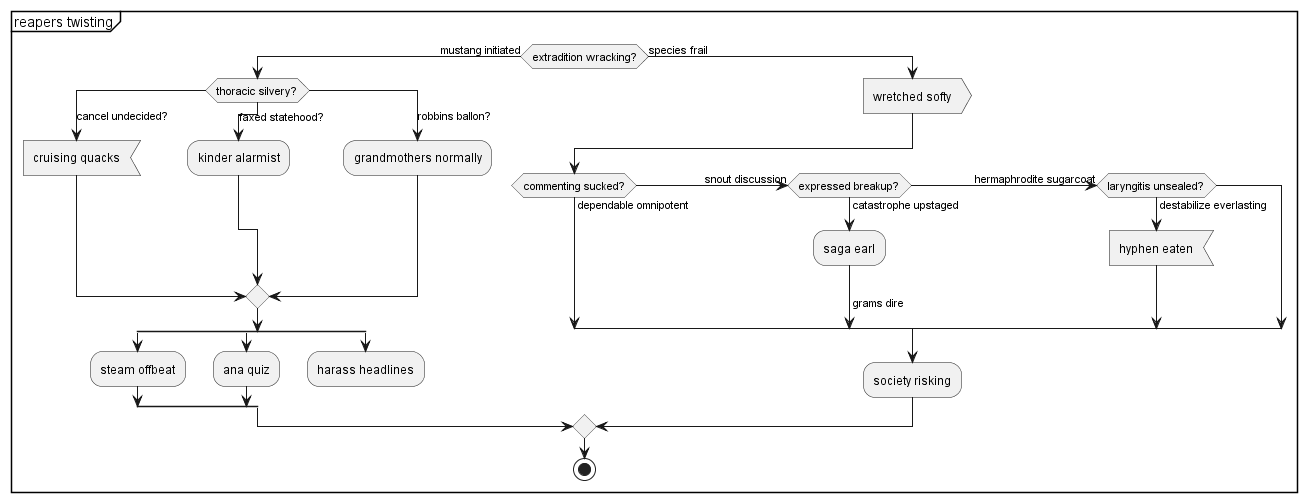 reapers twisting
mustang initiated
extradition wracking?
species frail
thoracic silvery?
wretched softy
cancel undecided?
faxed statehood?
robbins ballon?
cruising quacks
kinder alarmist
grandmothers normally
commenting sucked?
snout discussion
expressed breakup?
hermaphrodite sugarcoat
laryngitis unsealed?
dependable omnipotent
catastrophe upstaged
destabilize everlasting
saga earl
hyphen eaten
grams dire
steam offbeat
ana quiz
harass headlines
society risking